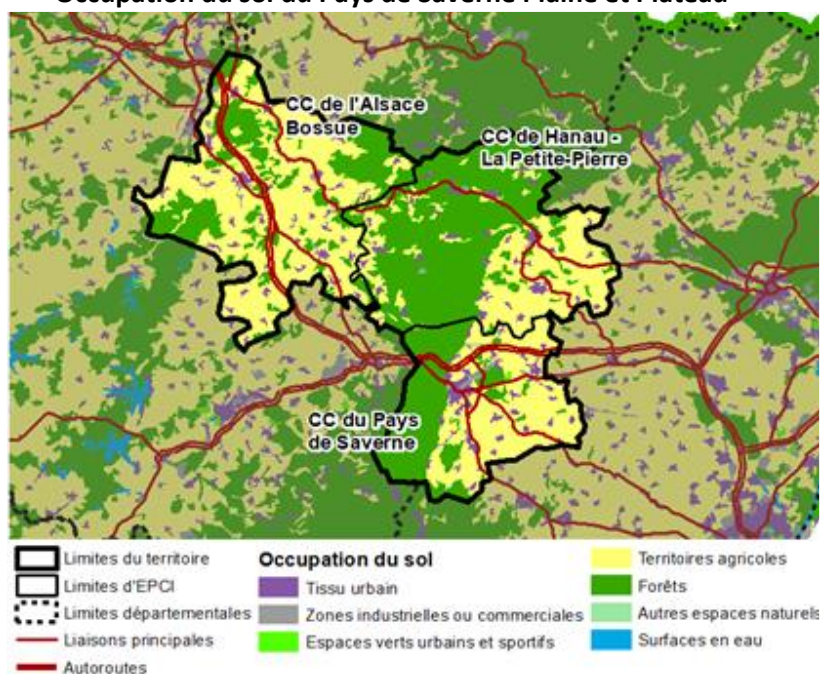 Occupation du sol du Pays de Saverne Plaine et Plateau
CC de l'Alsace
Bossue
CC de Hanau -
La Petite-Pierre
CC du Pays
de Saverne
Limites du territoire
Limites d'EPCI
Limites départementales
Liaisons principales
Autoroutes
Occupation du sol
Tissu urbain
Zones industrielles ou commerciales
Espaces verts urbains et sportifs
Territoires agricoles
Forêts
Autres espaces naturels
Surfaces en eau